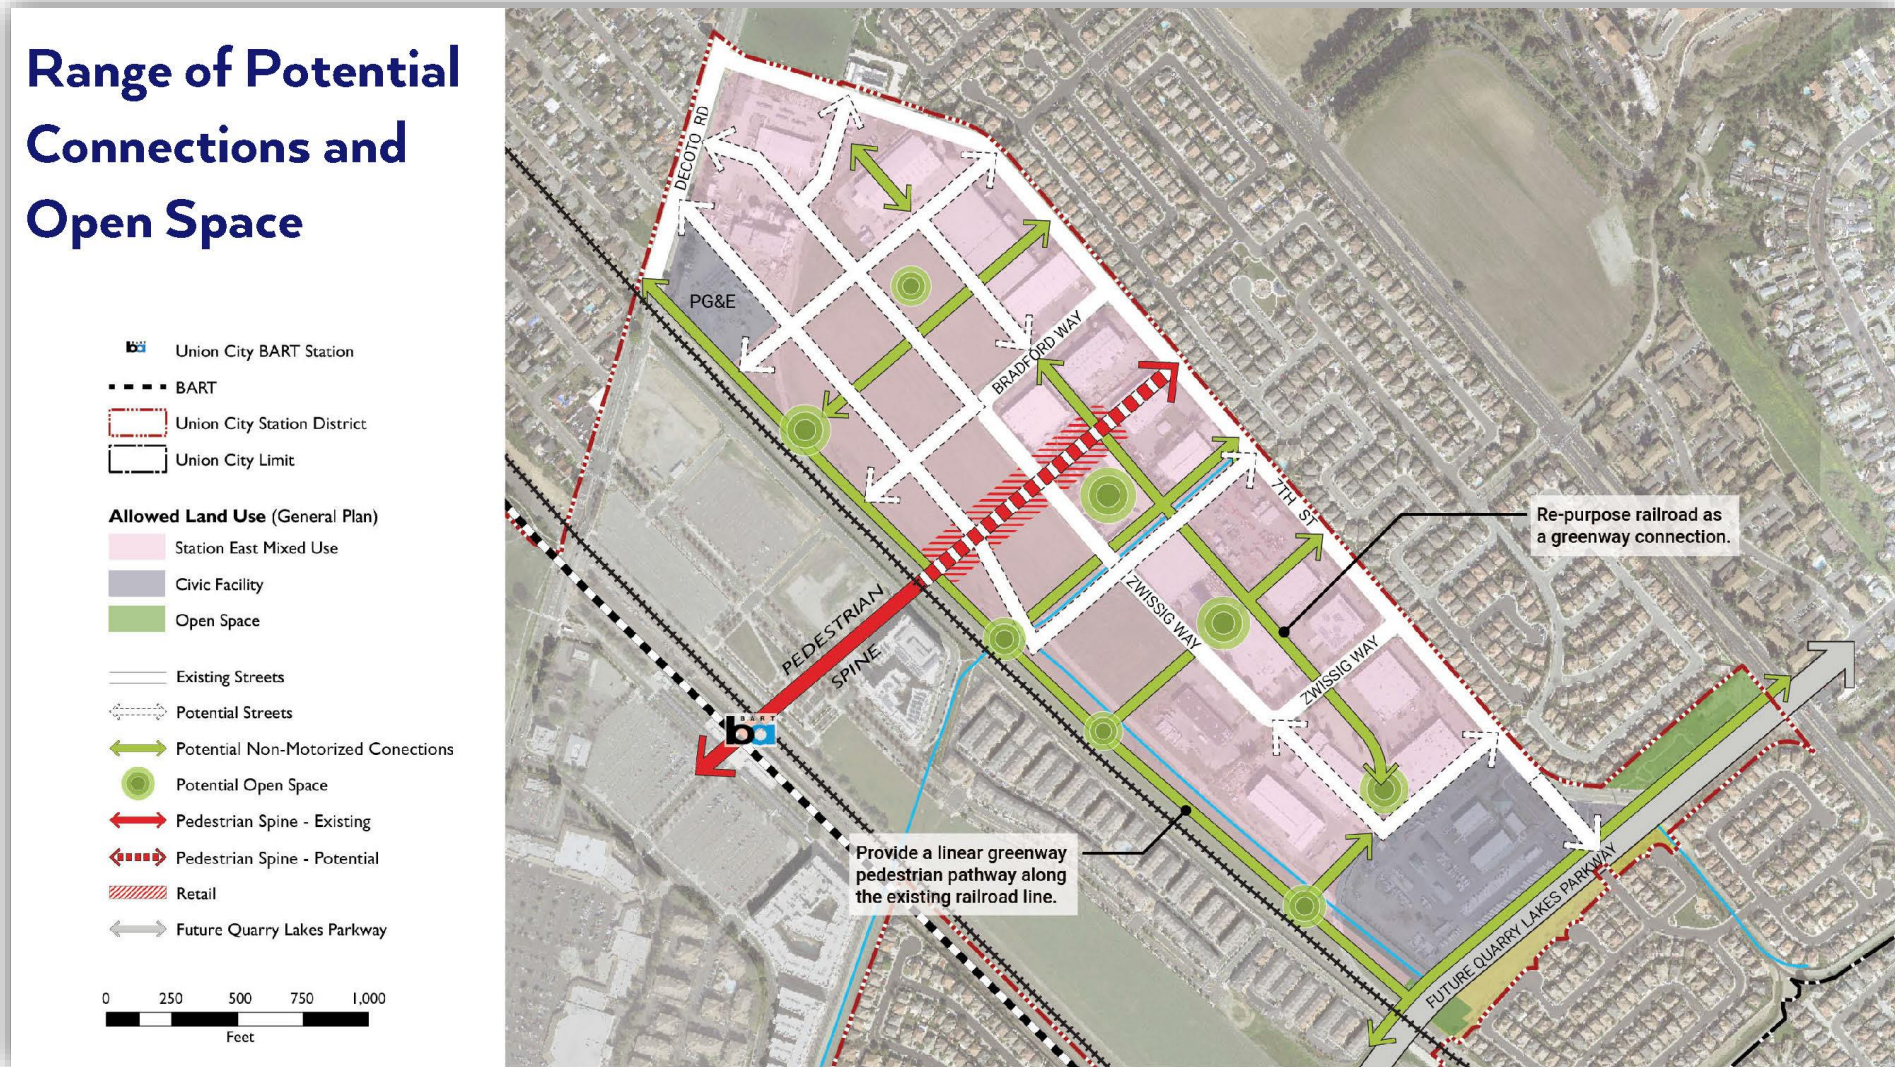 Range of Potential
Connections and
Open Space
ba
Union City BART Station
BART
Union City Station District
Union City Limit
Allowed Land Use (General Plan)
Station East Mixed Use
Civic Facility
Open Space
Existing Streets
Potential Streets
Potential Non-Motorized Conections
Potential Open Space
Pedestrian Spine - Existing
Pedestrian Spine - Potential
Retail
Future Quarry Lakes Parkway
0 250 500 750 1,000
Feet
DECOTO RD
PG&E
BRADFORD WAY
7TH ST
Re-purpose railroad as
a greenway connection.
PEDESTRIAN
SPINE
ZWISSIG WAY
ZWISSIG WAY
BART
ba
Provide a linear greenway
pedestrian pathway along
the existing railroad line.
FUTURE QUARRY LAKES PARKWAY